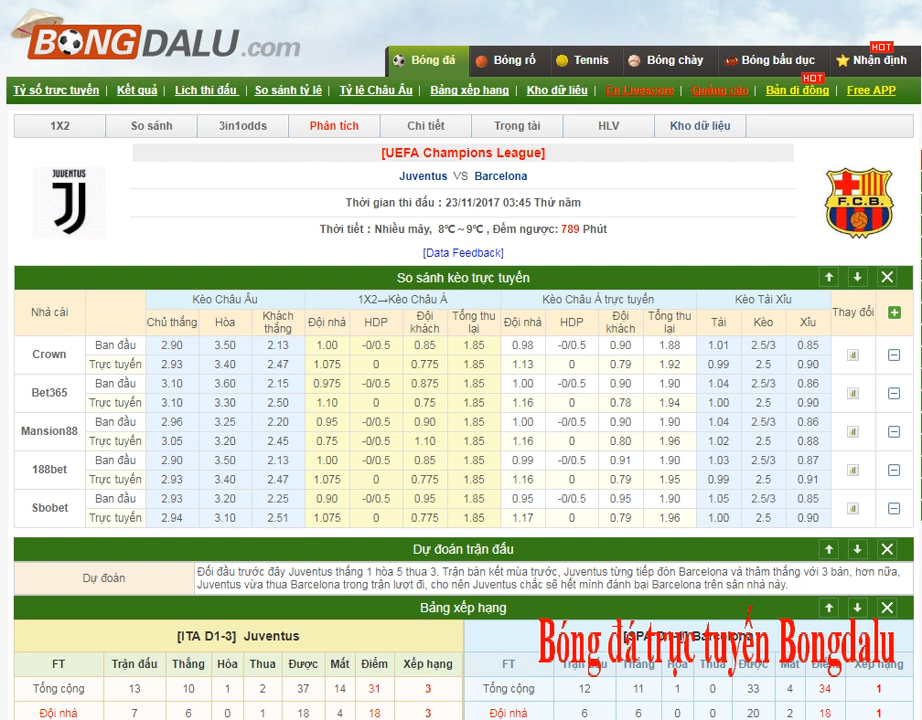 BONGDALU.com
Bóng đá Bóng rổ Tennis Bóng chày Bóng bầu dục HOT Nhận định
Tỷ số trực tuyến | Kết quả | Lịch thi đấu | So sánh tỷ lê | Tỷ lê Châu Âu | Bảng xếp hạng | Kho dữ liệu | En Livescore | Quảng cáo | HOT Bản di động | Free APP
1X2 So sánh 3in1odds Phân tích Chi tiết Trọng tài HLV Kho dữ liệu
[UEFA Champions League]
JUVENTUS
Juventus VS Barcelona
F.C.B.
Thời gian thi đấu : 23/11/2017 03:45 Thứ năm
Thời tiết : Nhiều mây, 8℃～9℃ , Đếm ngược: 789 Phút
[Data Feedback]
So sánh kèo trực tuyến
Nhà cái Kèo Châu Âu 1X2→Kèo Châu Á Kèo Châu Á trực tuyến Kèo Tài Xỉu Thay đổi
Chủ thắng Hòa Khách thắng Đội nhà HDP Đội khách Tổng thu lại Đội nhà HDP Đội khách Tổng thu lại Tài Kèo Xỉu
Crown Ban đầu 2.90 3.50 2.13 1.00 -0/0.5 0.85 1.85 0.98 -0/0.5 0.90 1.88 1.01 2.5/3 0.85
Trực tuyến 2.93 3.40 2.47 1.075 0 0.775 1.85 1.13 0 0.79 1.92 0.99 2.5 0.90
Bet365 Ban đầu 3.10 3.60 2.15 0.975 -0/0.5 0.875 1.85 1.00 -0/0.5 0.90 1.90 1.04 2.5/3 0.86
Trực tuyến 3.10 3.30 2.50 1.10 0 0.75 1.85 1.16 0 0.78 1.94 1.00 2.5 0.90
Mansion88 Ban đầu 2.96 3.25 2.20 0.95 -0/0.5 0.90 1.85 1.00 -0/0.5 0.90 1.90 1.04 2.5/3 0.86
Trực tuyến 3.05 3.20 2.45 0.75 -0/0.5 1.10 1.85 1.16 0 0.80 1.96 1.02 2.5 0.88
188bet Ban đầu 2.90 3.50 2.13 1.00 -0/0.5 0.85 1.85 0.99 -0/0.5 0.91 1.90 1.03 2.5/3 0.87
Trực tuyến 2.93 3.40 2.47 1.075 0 0.775 1.85 1.16 0 0.79 1.95 0.99 2.5 0.91
Sbobet Ban đầu 2.93 3.20 2.25 0.90 -0/0.5 0.95 1.85 0.95 -0/0.5 0.95 1.90 1.05 2.5/3 0.85
Trực tuyến 2.94 3.10 2.51 1.075 0 0.775 1.85 1.17 0 0.79 1.96 1.00 2.5 0.90
Dự đoán trận đấu
Dự đoán Đối đầu trước đây Juventus thắng 1 hòa 5 thua 3. Trận bán kết mùa trước, Juventus từng tiếp đón Barcelona và thảm thắng với 3 bàn, hơn nữa,
Juventus vừa thua Barcelona trong trận lượt đi, cho nên Juventus chắc sẽ hết mình đánh bại Barcelona trên sân nhà này.
Bảng xếp hạng
[ITA D1-3] Juventus [SPA D1-1] Barcelona
Bóng đá trực tuyến Bongdalu
FT Trận đấu Thắng Hòa Thua Được Mất Điểm Xếp hạng FT Trận đấu Thắng Hòa Thua Được Mất Điểm Xếp hạng
Tổng cộng 13 10 1 2 37 14 31 3 Tổng cộng 12 11 1 0 33 4 34 1
Đội nhà 7 6 0 1 18 4 18 3 Đội nhà 6 6 0 0 20 2 18 1